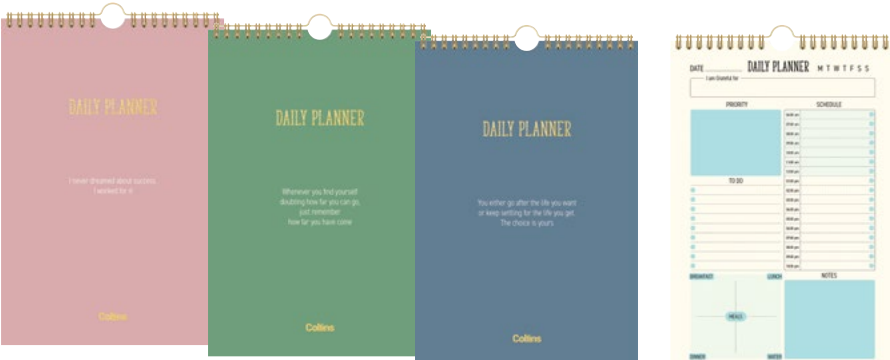 DAILY PLANNER
I never dreamed about success.
I worked for it
Collins
DAILY PLANNER
Whenever you find yourself
doubting how far you can go,
just remember
how far you have come
Collins
DAILY PLANNER
You either go after the life you want
or keep settling for the life you get.
The choice is yours
Collins
DATE DAILY PLANNER M T W T F S S
I am Grateful for
PRIORITY SCHEDULE
TO DO
BREAKFAST LUNCH NOTES
MEALS
DINNER WATER